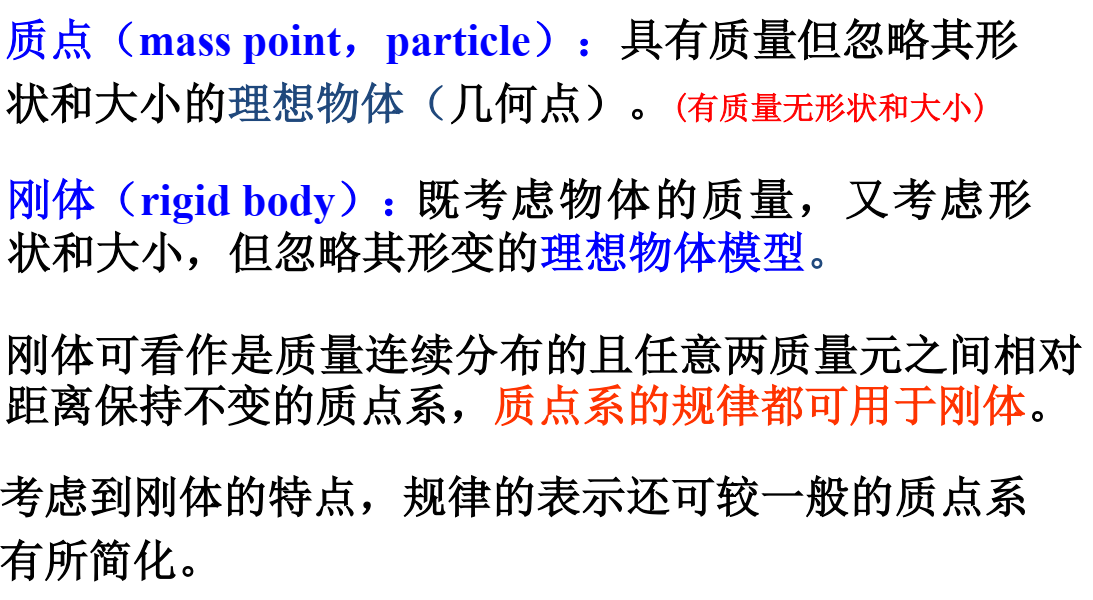 质点（mass point，particle）：具有质量但忽略其形
状和大小的理想物体（几何点）。(有质量无形状和大小)
刚体（rigid body）：既考虑物体的质量，又考虑形
状和大小，但忽略其形变的理想物体模型。
刚体可看作是质量连续分布的且任意两质量元之间相对
距离保持不变的质点系，质点系的规律都可用于刚体。
考虑到刚体的特点，规律的表示还可较一般的质点系
有所简化。